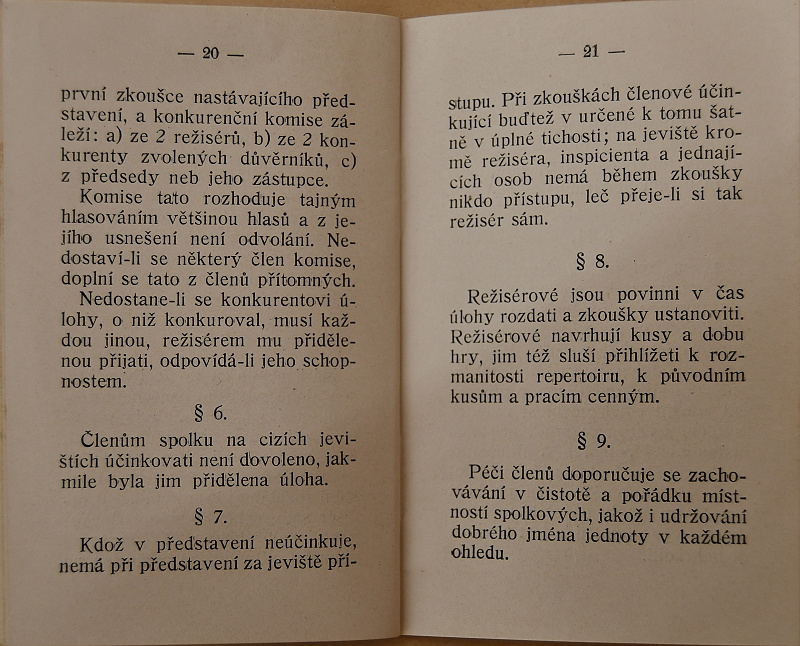 — 20 —
první zkoušce nastávajícího před-
stavení, a konkurenční komise zá-
leží: a) ze 2 režisérů, b) ze 2 kon-
kurenty zvolených důvěrníků, c)
z předsedy neb jeho zástupce.
Komise tato rozhoduje tajným
hlasováním většinou hlasů a z je-
jího usnešení není odvolání. Ne-
dostaví-li se některý člen komise,
doplní se tato z členů přítomných.
Nedostane-li se konkurentovi ú-
lohy, o niž konkuroval, musí kaž-
dou jinou, režisérem mu přiděle-
nou přijati, odpovídá-li jeho schop-
nostem.
§ 6.
Členům spolku na cizích jevi-
štích účinkovati není dovoleno, jak-
mile byla jim přidělena úloha.
§ 7.
Kdož v představení neúčinkuje,
nemá při představení za jeviště pří-
— 21 —
stupu. Při zkouškách členové účin-
kující buďtež v určené k tomu šat-
ně v úplné tichosti; na jeviště kro-
mě režiséra, inspicienta a jednají-
cích osob nemá během zkoušky
nikdo přístupu, leč přeje-li si tak
režisér sám.
§ 8.
Režisérové jsou povinni v čas
úlohy rozdati a zkoušky ustanoviti.
Režisérové navrhují kusy a dobu
hry, jim též sluší přihlížeti k roz-
manitosti repertoiru, k původním
kusům a pracím cenným.
§ 9.
Péči členů doporučuje se zacho-
vávání v čistotě a pořádku míst-
ností spolkových, jakož i udržování
dobrého jména jednoty v každém
ohledu.